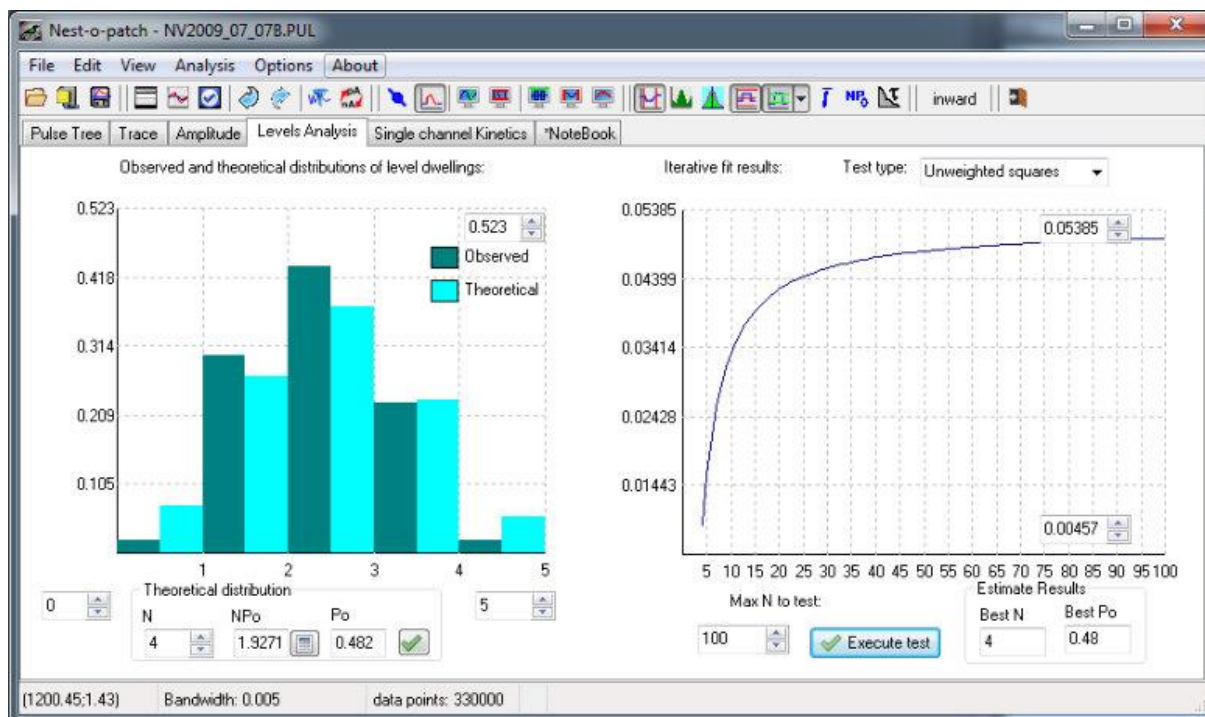 Nest-o-patch - NV2009_07_07B.PUL
File Edit View Analysis Options About
NPo inward
Pulse Tree Trace Amplitude Levels Analysis Single channel Kinetics *NoteBook
Observed and theoretical distributions of level dwellings:
0.523
0.418
0.314
0.209
0.105
0.523
Observed
Theoretical
1 2 3 4 5
0
Theoretical distribution
N NPo Po
4 1.9271 0.482
5
Iterative fit results: Test type: Unweighted squares
0.05385
0.04399
0.03414
0.02428
0.01443
0.05385
0.00457
5 10 15 20 25 30 35 40 45 50 55 60 65 70 75 80 85 90 95 100
Max N to test:
100 Execute test
Estimate Results
Best N Best Po
4 0.48
(1200.45;1.43) Bandwidth: 0.005 data points: 330000